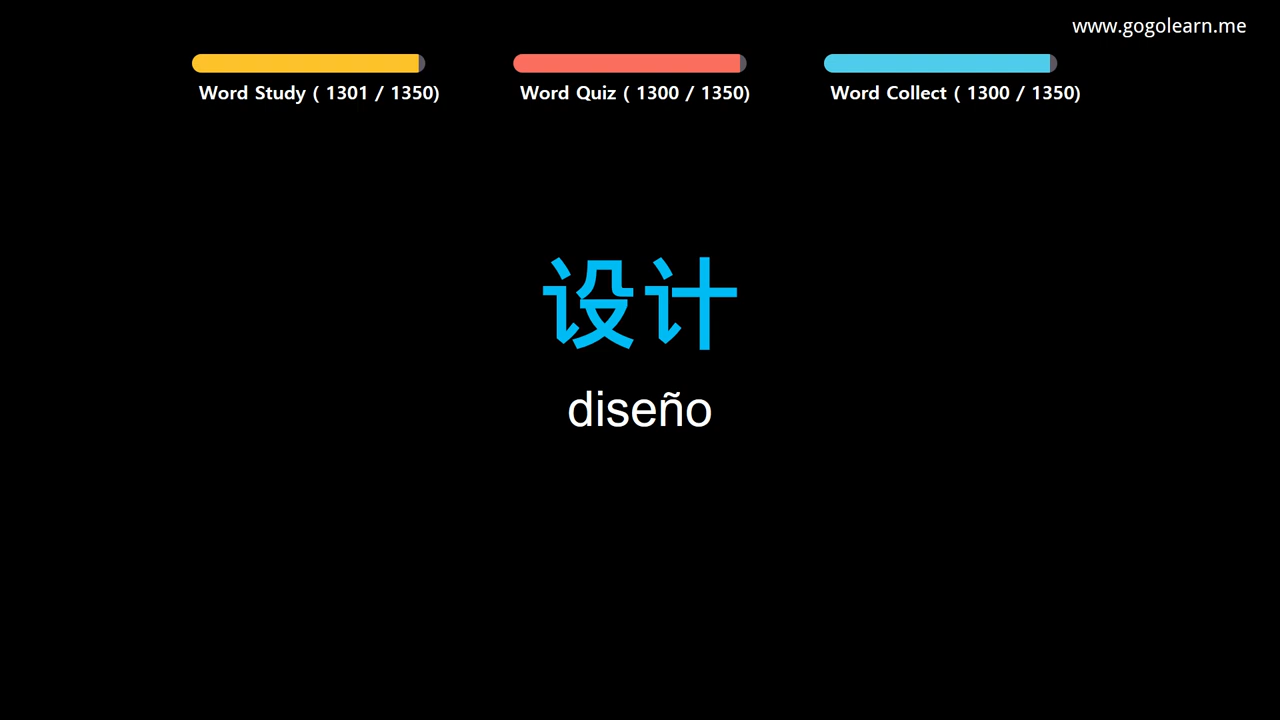 www.gogolearn.me
Word Study ( 1301 / 1350)
Word Quiz ( 1300 / 1350)
Word Collect ( 1300 / 1350)
设计
diseño